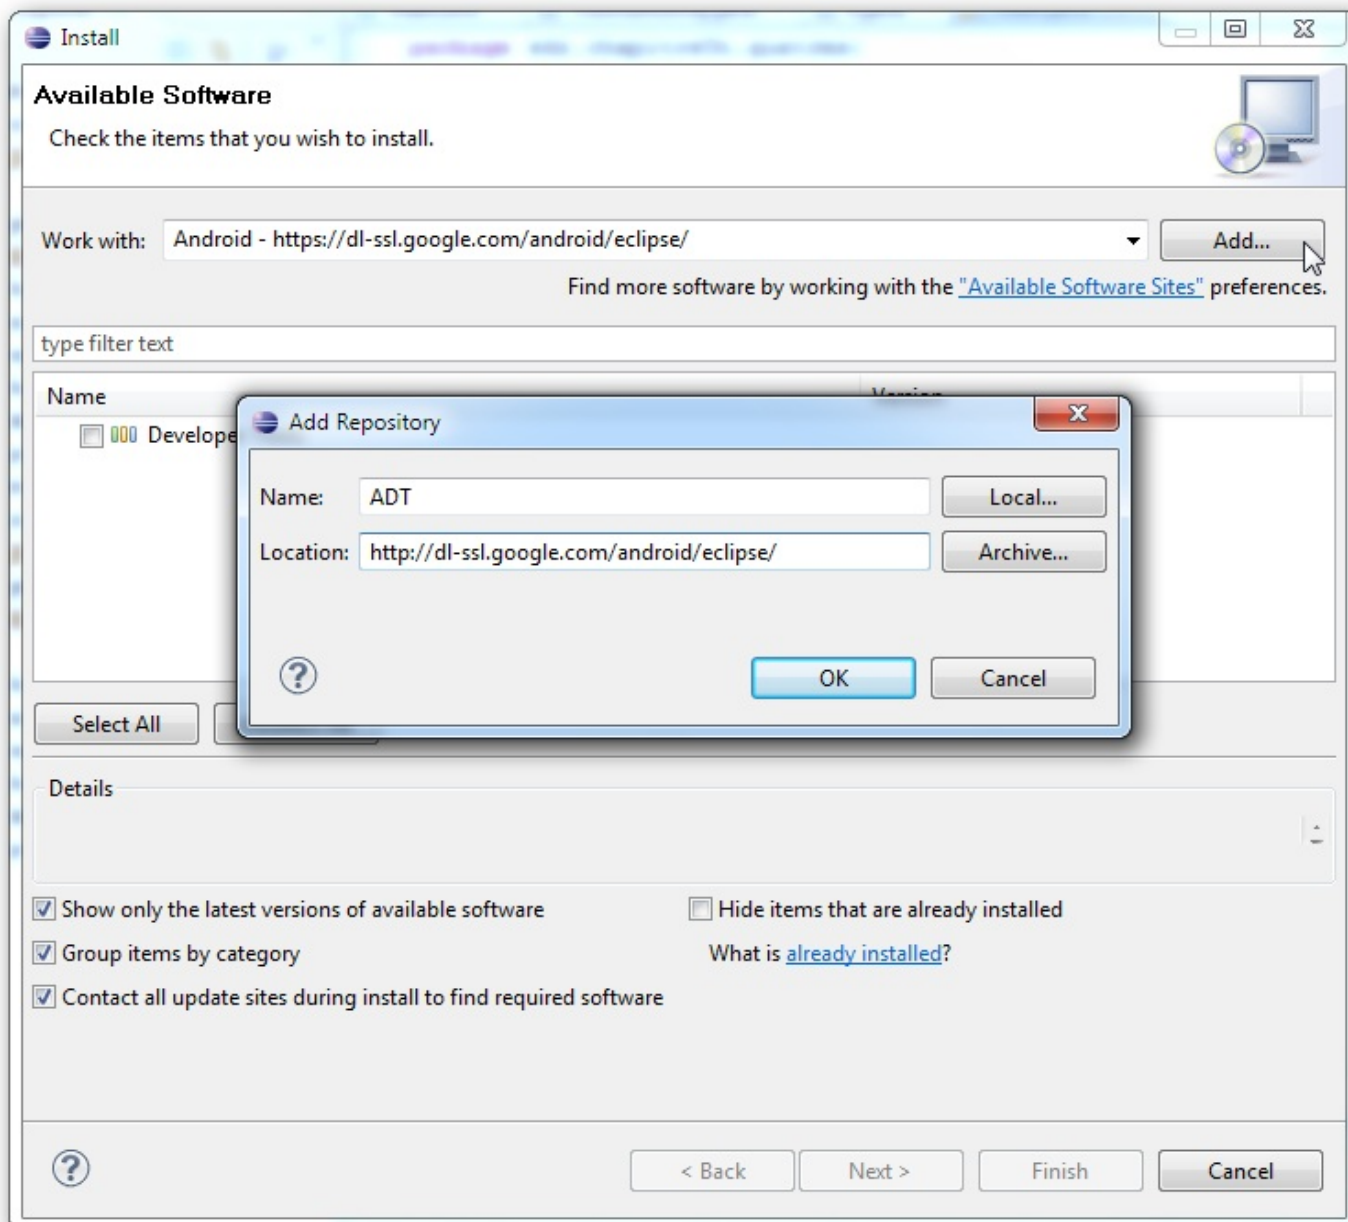 Install
Available Software
Check the items that you wish to install.
Work with: Android - https://dl-ssl.google.com/android/eclipse/ Add...
Find more software by working with the "Available Software Sites" preferences.
type filter text
Name Version
Develope
Add Repository
Name: ADT Local...
Location: http://dl-ssl.google.com/android/eclipse/ Archive...
OK Cancel
Select All
Details
Show only the latest versions of available software Hide items that are already installed
Group items by category What is already installed?
Contact all update sites during install to find required software
< Back Next > Finish Cancel